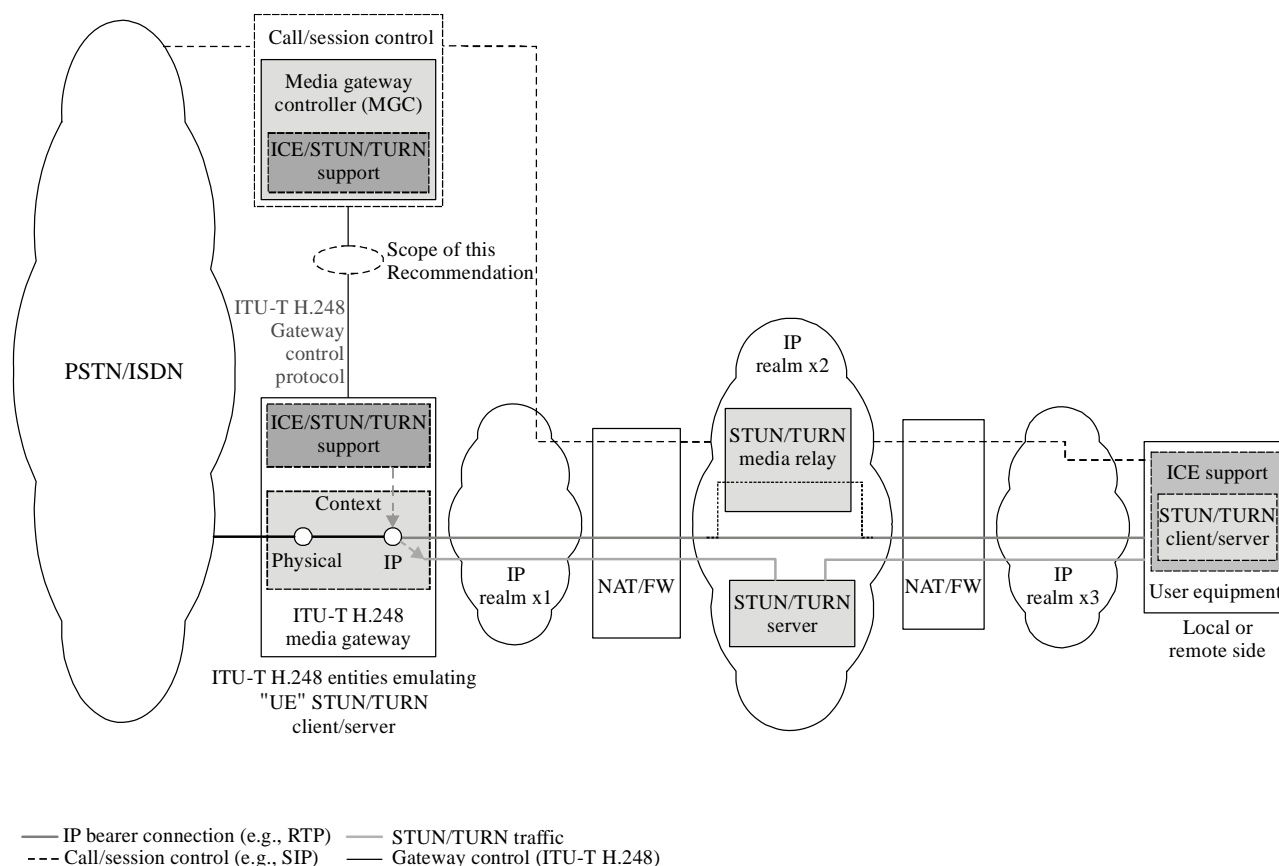 Call/session control
Media gateway
controller (MGC)
ICE/STUN/TURN
support
Scope of this
Recommendation
ITU-T H.248
Gateway
control
protocol
PSTN/ISDN
ICE/STUN/TURN
support
Context
Physical
IP
ITU-T H.248
media gateway
ITU-T H.248 entities emulating
"UE" STUN/TURN
client/server
IP
realm x1
NAT/FW
IP
realm x2
STUN/TURN
media relay
STUN/TURN
server
NAT/FW
IP
realm x3
ICE support
STUN/TURN
client/server
User equipment
Local or
remote side
IP bearer connection (e.g., RTP)
STUN/TURN traffic
Call/session control (e.g., SIP)
Gateway control (ITU-T H.248)